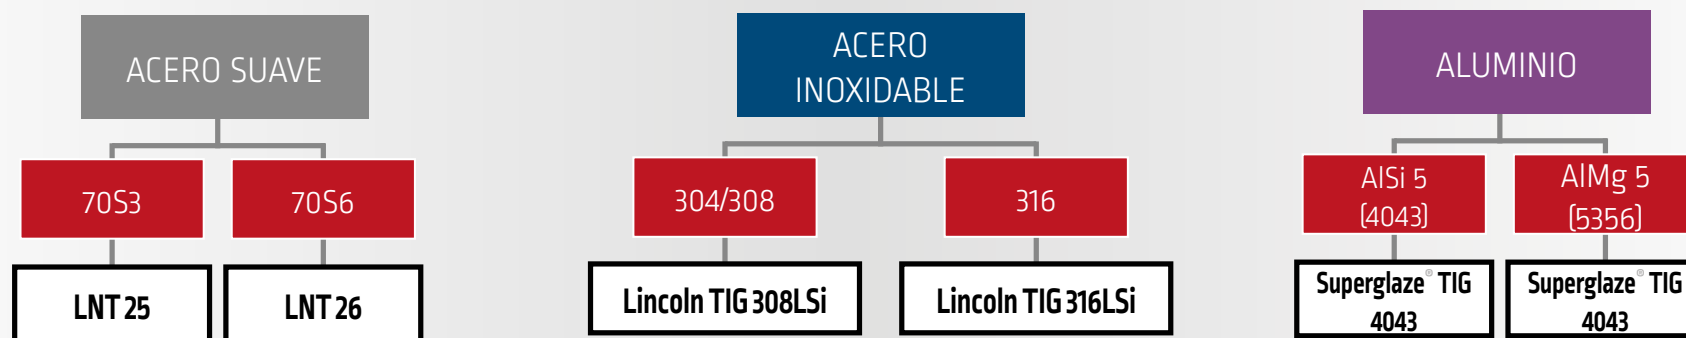 ACERO SUAVE
70S3
70S6
LNT 25
LNT 26
ACERO
INOXIDABLE
304/308
316
Lincoln TIG 308LSi
Lincoln TIG 316LSi
ALUMINIO
AlSi 5
(4043)
AlMg 5
(5356)
Superglaze® TIG
4043
Superglaze® TIG
4043